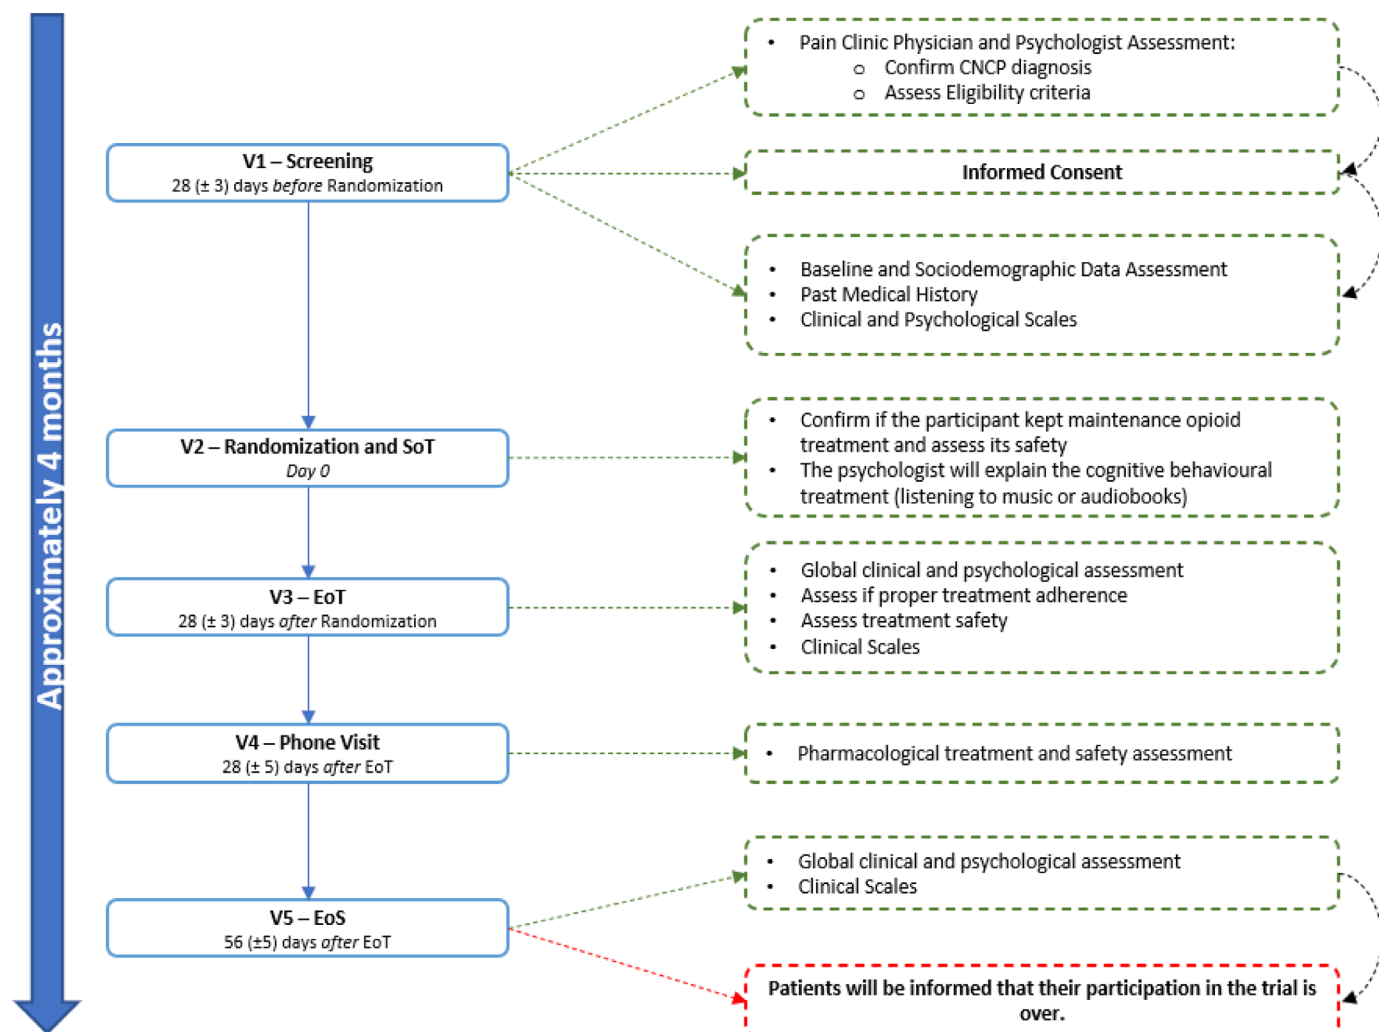 Approximately 4 months
• Pain Clinic Physician and Psychologist Assessment:
o Confirm CNCP diagnosis
o Assess Eligibility criteria
V1 – Screening
28 (± 3) days before Randomization
Informed Consent
• Baseline and Sociodemographic Data Assessment
• Past Medical History
• Clinical and Psychological Scales
V2 – Randomization and SoT
Day 0
• Confirm if the participant kept maintenance opioid
treatment and assess its safety
• The psychologist will explain the cognitive behavioural
treatment (listening to music or audiobooks)
V3 – EoT
28 (± 3) days after Randomization
• Global clinical and psychological assessment
• Assess if proper treatment adherence
• Assess treatment safety
• Clinical Scales
V4 – Phone Visit
28 (± 5) days after EoT
• Pharmacological treatment and safety assessment
V5 – EoS
56 (±5) days after EoT
• Global clinical and psychological assessment
• Clinical Scales
Patients will be informed that their participation in the trial is
over.